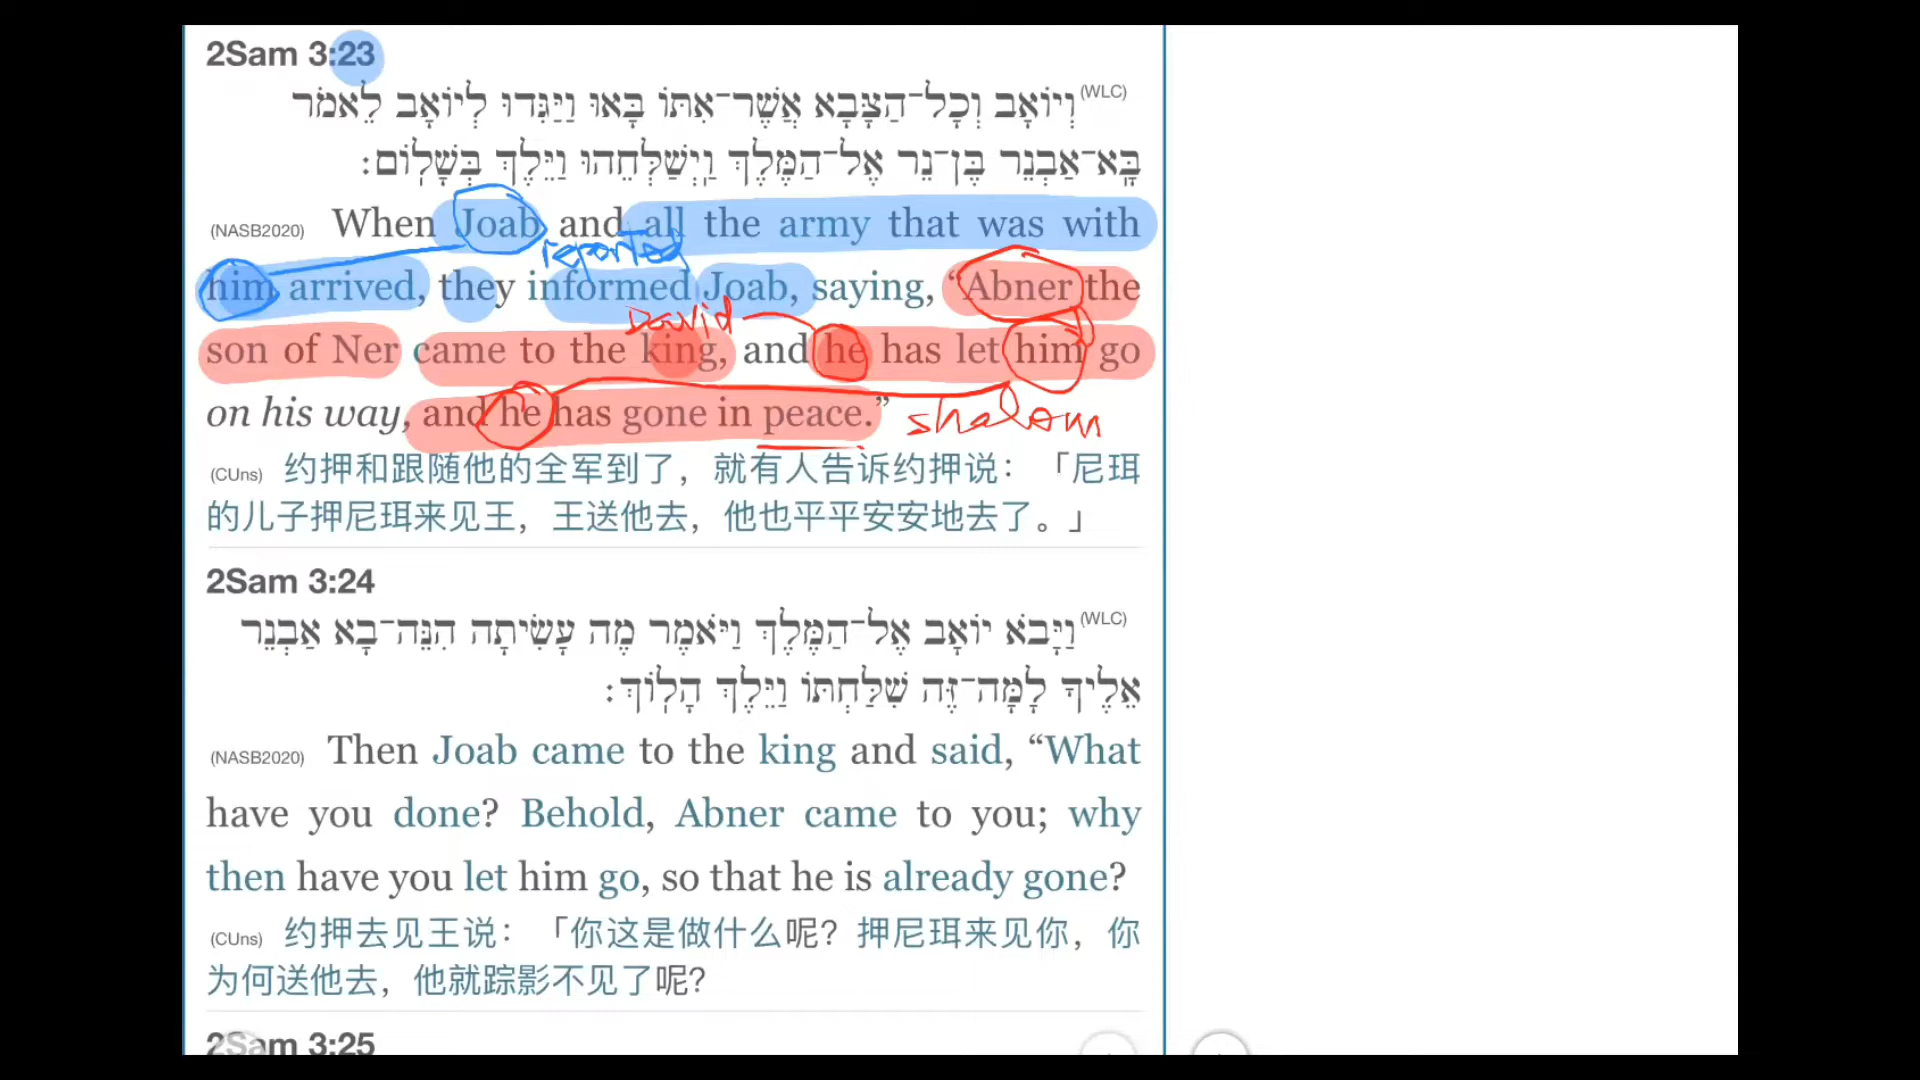 2Sam 3:23
(WLC) וְיוֹאָב וְכָל־הַצָּבָא אֲשֶׁר־אִתּוֹ בָּאוּ וַיַּגִּדוּ לְיוֹאָב לֵאמֹר
בָּא־אַבְנֵר בֶּן־נֵר אֶל־הַמֶּלֶךְ וַיְשַׁלְּחֵהוּ וַיֵּלֶךְ בְּשָׁלוֹם׃
(NASB2020) When Joab and all the army that was with
reported
him arrived, they informed Joab, saying, “Abner the
David
son of Ner came to the king, and he has let him go
on his way, and he has gone in peace.” shalom
(CUns) 约押和跟随他的全军到了，就有人告诉约押说：「尼珥
的儿子押尼珥来见王，王送他去，他也平平安安地去了。」
2Sam 3:24
(WLC) וַיָּבֹא יוֹאָב אֶל־הַמֶּלֶךְ וַיֹּאמֶר מֶה עָשִׂיתָה הִנֵּה־בָא אַבְנֵר
אֵלֶיךָ לָמָּה־זֶּה שִׁלַּחְתּוֹ וַיֵּלֶךְ הָלוֹךְ׃
(NASB2020) Then Joab came to the king and said, “What
have you done? Behold, Abner came to you; why
then have you let him go, so that he is already gone?
(CUns) 约押去见王说：「你这是做什么呢？押尼珥来见你，你
为何送他去，他就踪影不见了呢？
2Sam 3:25